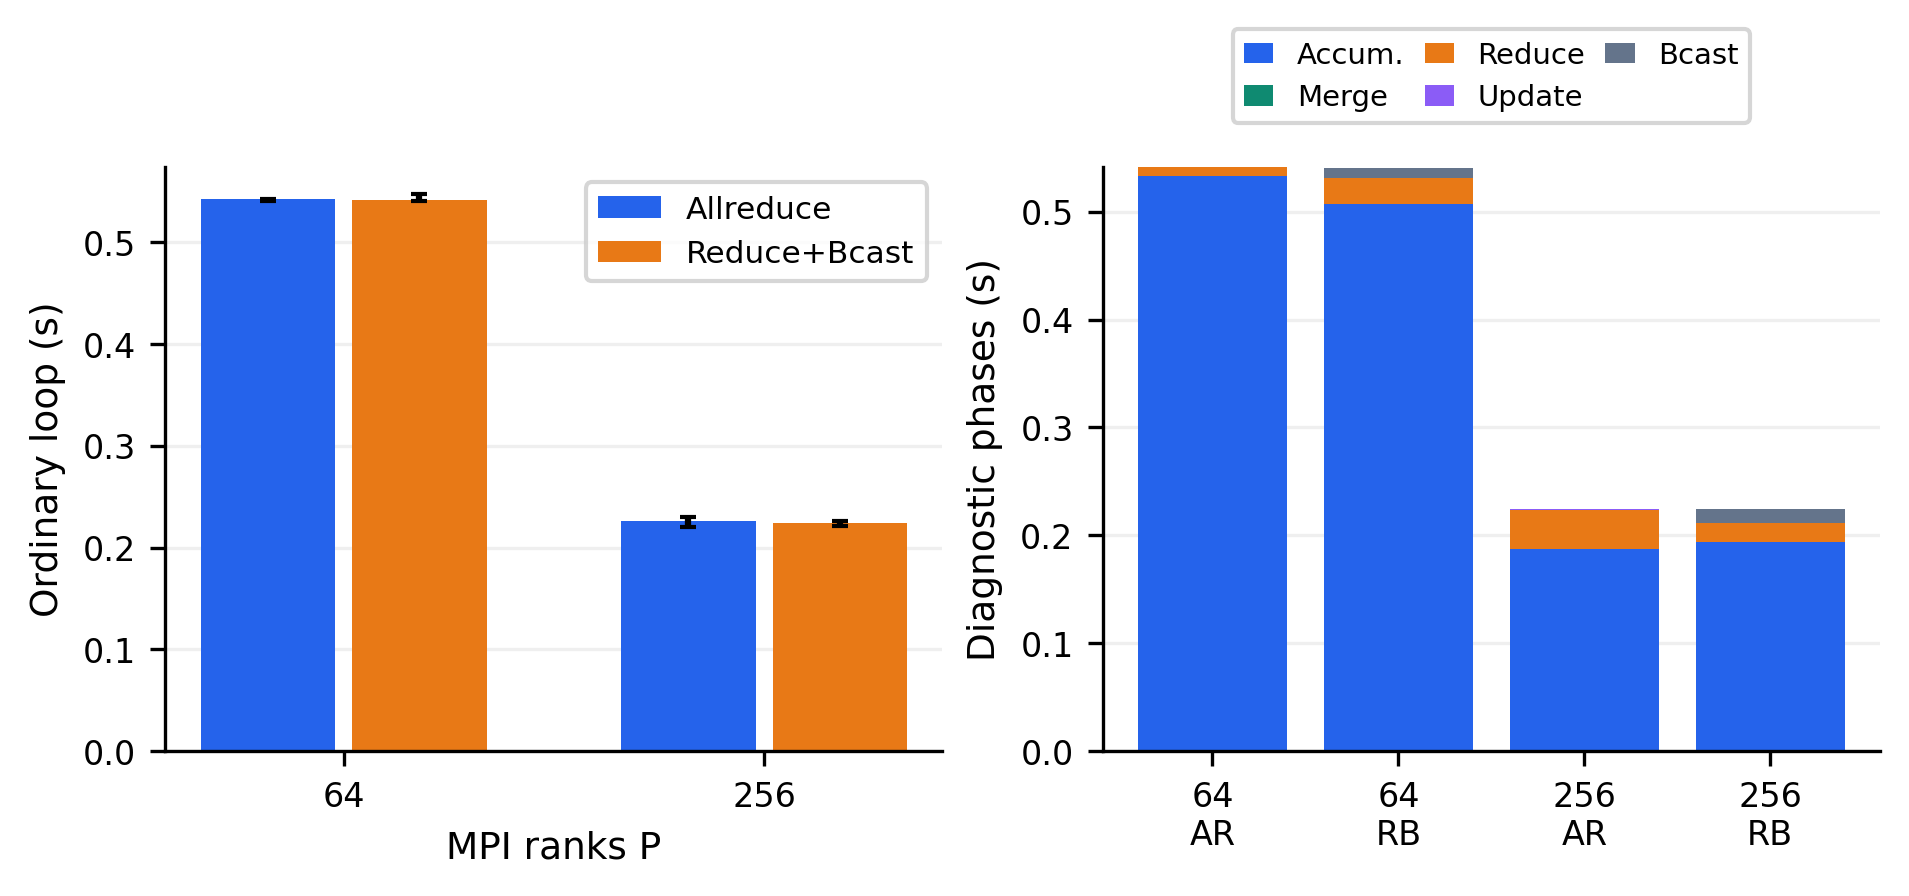 Ordinary loop (s)
0.5
0.4
0.3
0.2
0.1
0.0
Allreduce
Reduce+Bcast
64
256
MPI ranks P
Accum.
Reduce
Bcast
Merge
Update
Diagnostic phases (s)
0.5
0.4
0.3
0.2
0.1
0.0
64
AR
64
RB
256
AR
256
RB